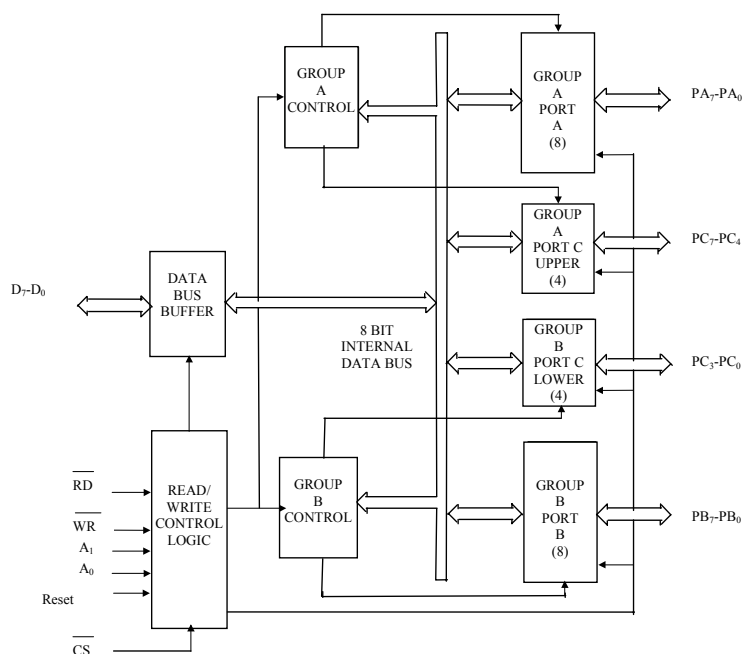 GROUP
A
CONTROL
GROUP
A
PORT
A
(8)
PA₇-PA₀
GROUP
A
PORT C
UPPER
(4)
PC₇-PC₄
D₇-D₀
DATA
BUS
BUFFER
8 BIT
INTERNAL
DATA BUS
GROUP
B
PORT C
LOWER
(4)
PC₃-PC₀
RD
WR
A₁
A₀
Reset
CS
READ/
WRITE
CONTROL
LOGIC
GROUP
B
CONTROL
GROUP
B
PORT
B
(8)
PB₇-PB₀